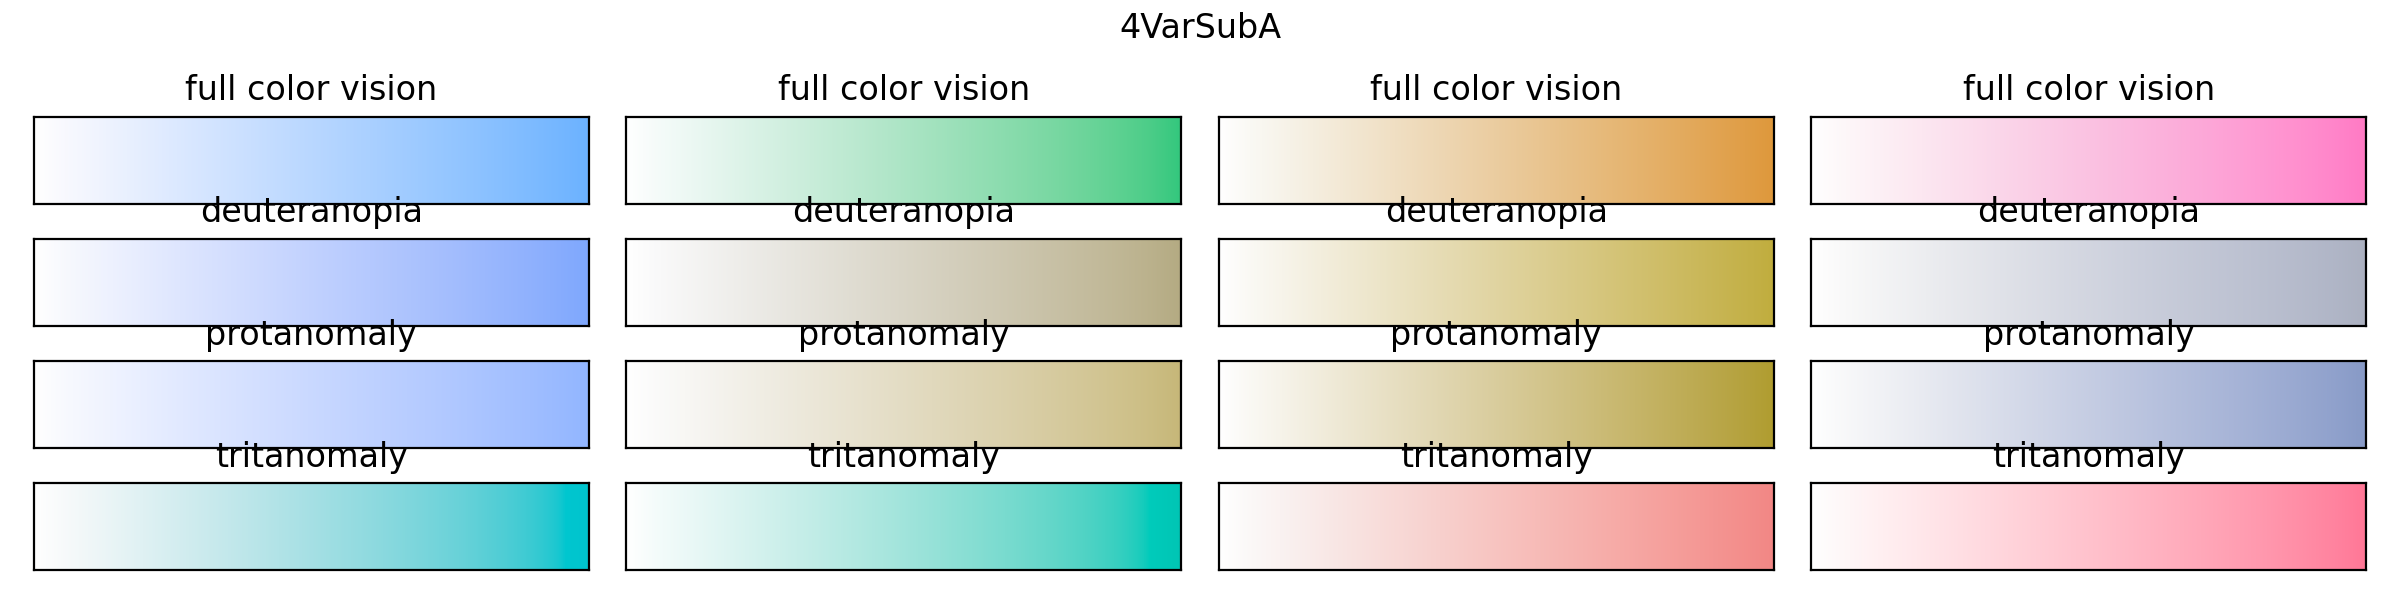 4VarSubA
full color vision full color vision full color vision full color vision
deuteranopia deuteranopia deuteranopia deuteranopia
protanomaly protanomaly protanomaly protanomaly
tritanomaly tritanomaly tritanomaly tritanomaly